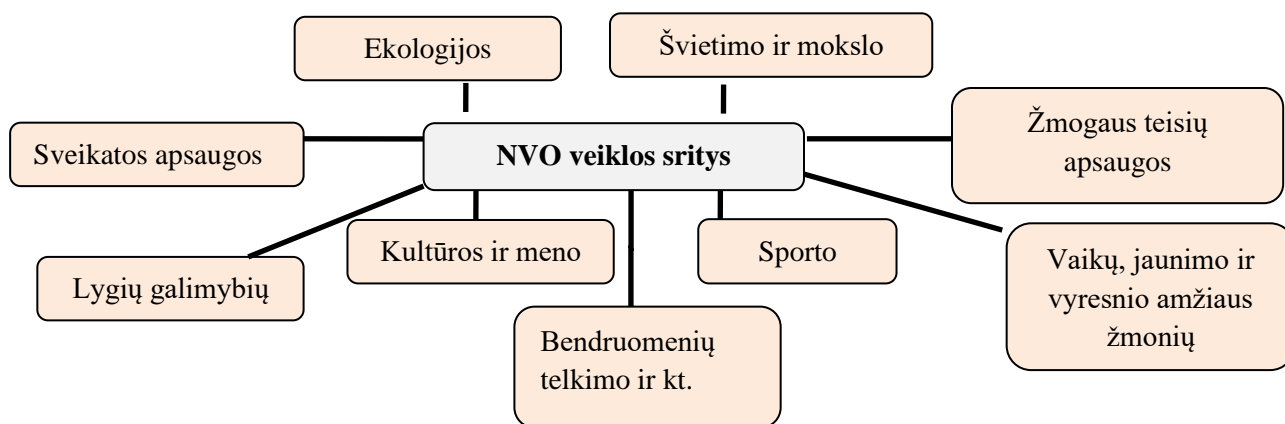 Ekologijos
Švietimo ir mokslo
Sveikatos apsaugos
NVO veiklos sritys
Žmogaus teisių
apsaugos
Lygių galimybių
Kultūros ir meno
Sporto
Vaikų, jaunimo ir
vyresnio amžiaus
žmonių
Bendruomenių
telkimo ir kt.